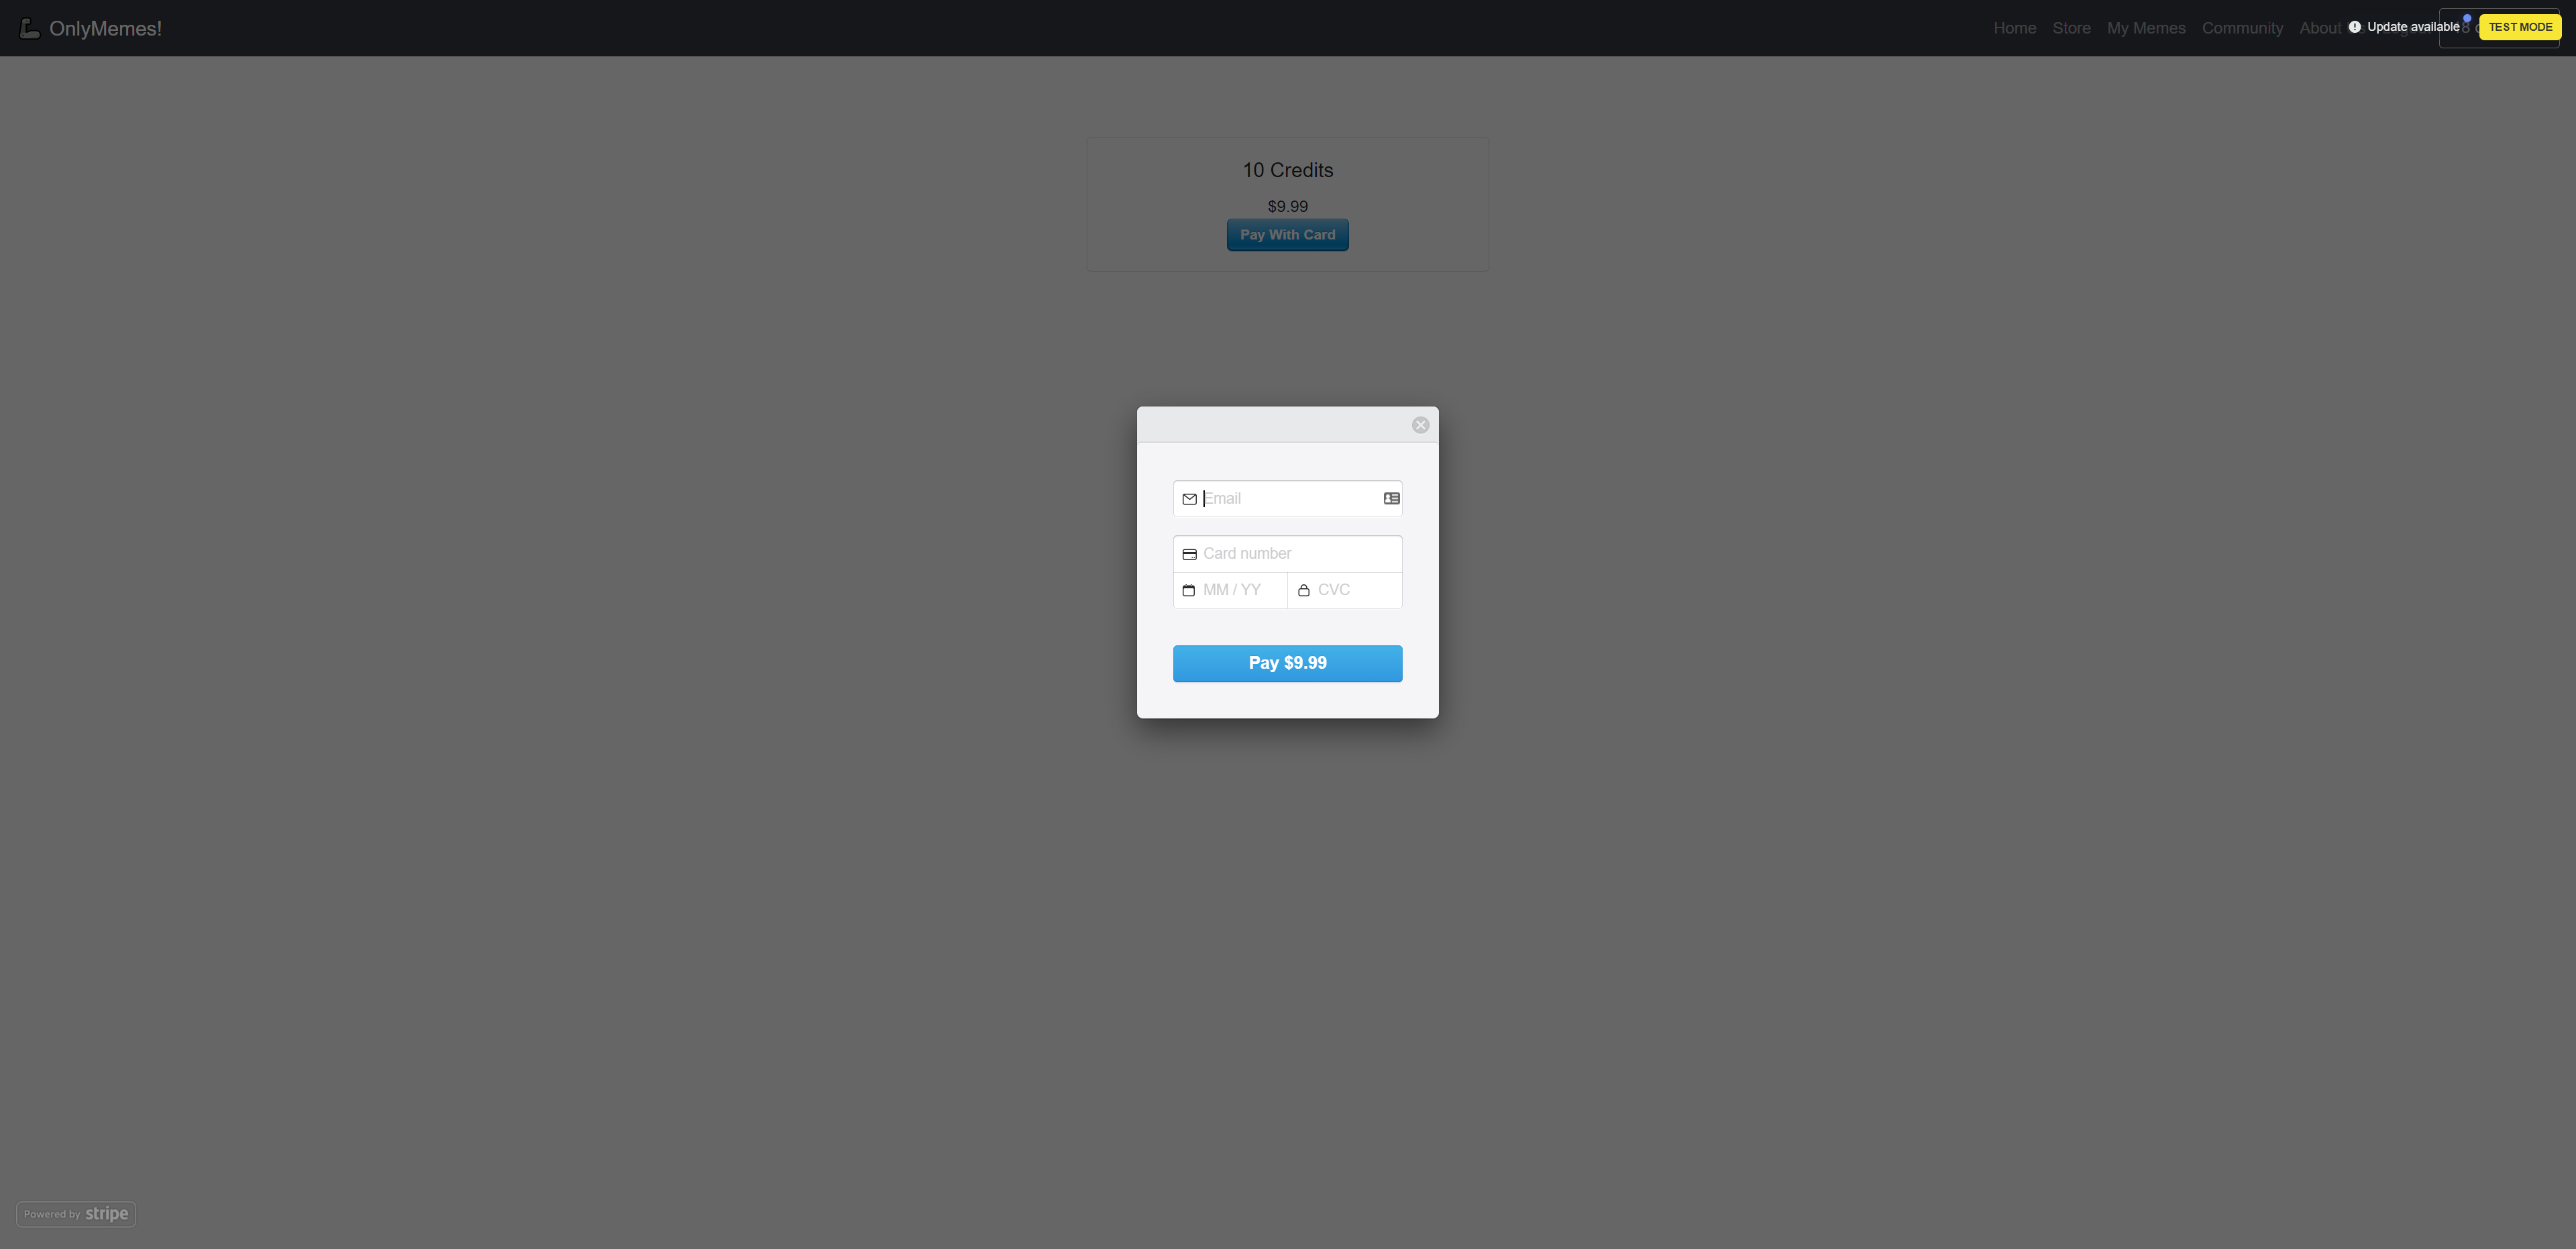 OnlyMemes!
Home Store My Memes Community About Update available 8 TEST MODE
10 Credits
$9.99
Pay With Card
Email
Card number
MM / YY CVC
Pay $9.99
Powered by stripe